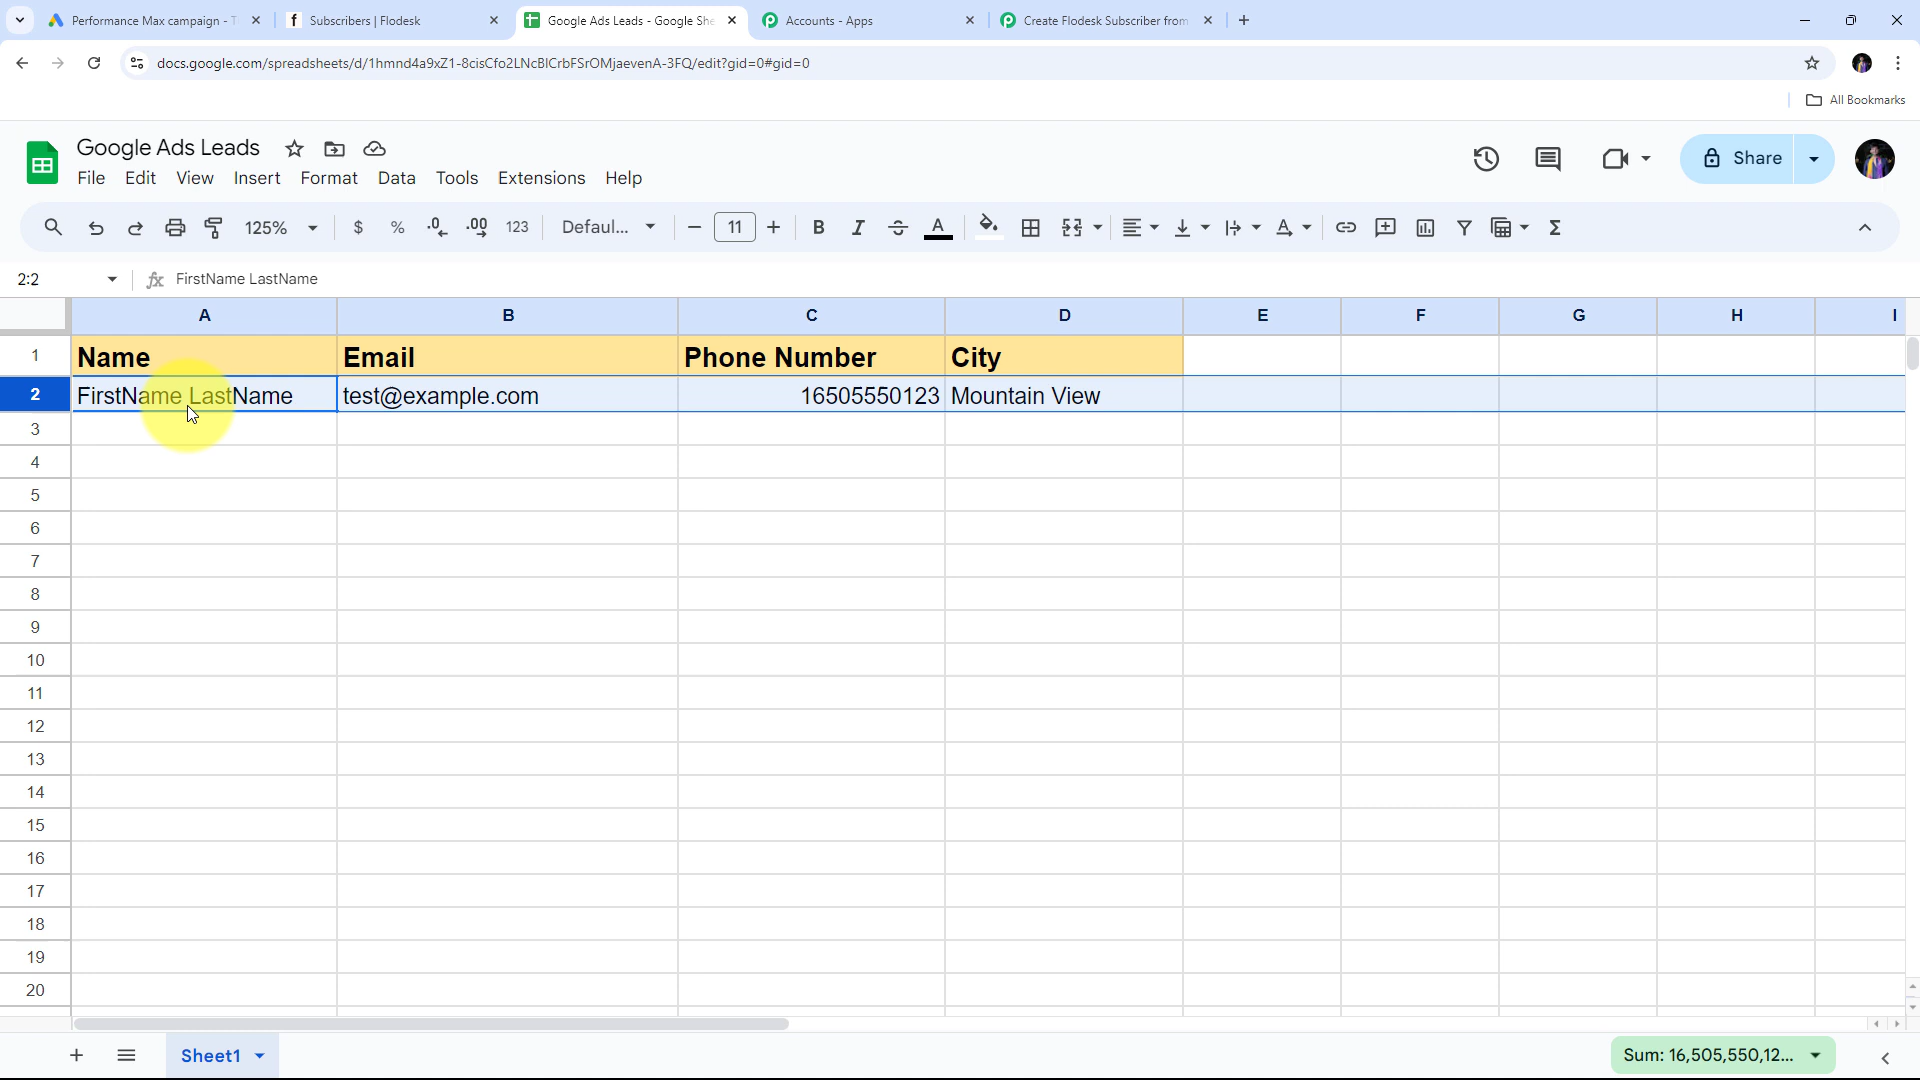 Performance Max campaign - T
Subscribers | Flodesk
Google Ads Leads - Google She
Accounts - Apps
Create Flodesk Subscriber from
docs.google.com/spreadsheets/d/1hmnd4a9xZ1-8cisCfo2LNcBlCrbFSrOMjaevenA-3FQ/edit?gid=0#gid=0
All Bookmarks
Google Ads Leads
File Edit View Insert Format Data Tools Extensions Help
Share
125% $ % .0 .00 123 Defaul... 11 B I S A A
2:2 fx FirstName LastName
A B C D E F G H I
1 Name Email Phone Number City
2 FirstName LastName test@example.com 16505550123 Mountain View
3
4
5
6
7
8
9
10
11
12
13
14
15
16
17
18
19
20
Sheet1
Sum: 16,505,550,12...